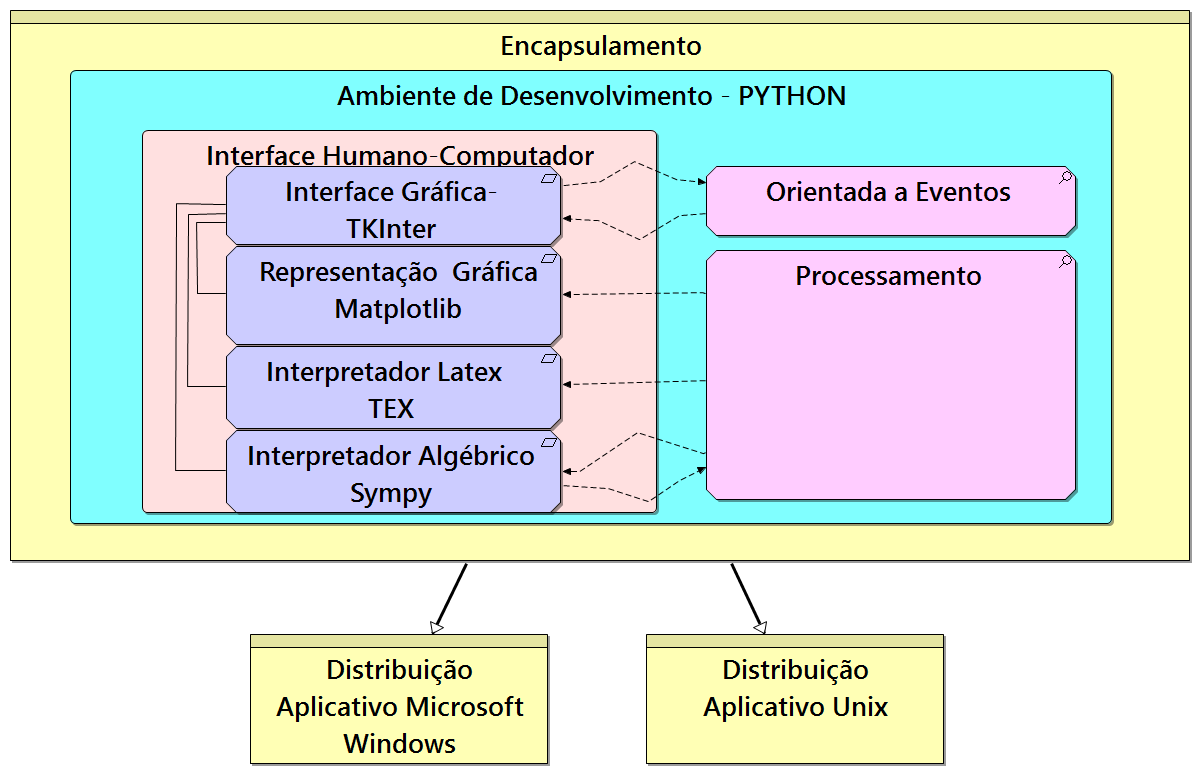 Encapsulamento
Ambiente de Desenvolvimento - PYTHON
Interface Humano-Computador
Interface Gráfica-
TKInter
Orientada a Eventos
Representação  Gráfica
Matplotlib
Processamento
Interpretador Latex
TEX
Interpretador Algébrico
Sympy
Distribuição
Aplicativo Microsoft
Windows
Distribuição
Aplicativo Unix